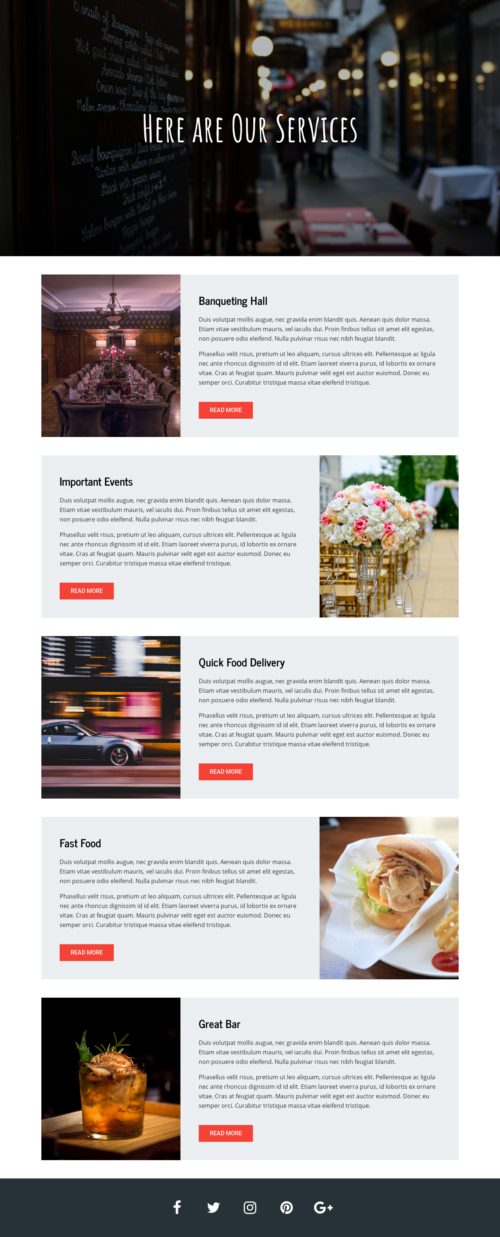 6 snails of Burgundy
Hot goat cheese salad
Onion soup
Steak with pepper sauce
HERE ARE OUR SERVICES
Banqueting Hall
Duis volutpat mollis augue, nec gravida enim blandit quis. Aenean quis dolor massa.
Etiam vitae vestibulum mauris, vel iaculis dui. Proin finibus tellus sit amet elit egestas,
non posuere odio eleifend. Nulla pulvinar risus nec nibh feugiat blandit.
Phasellus velit risus, pretium ut leo aliquam, cursus ultrices elit. Pellentesque ac ligula
nec ante rhoncus dignissim id id elit. Etiam laoreet viverra purus, id lobortis ex ornare
vitae. Cras at feugiat quam. Mauris pulvinar velit eget est auctor euismod. Donec eu
semper orci. Curabitur tristique massa vitae eleifend tristique.
READ MORE
Important Events
Duis volutpat mollis augue, nec gravida enim blandit quis. Aenean quis dolor massa.
Etiam vitae vestibulum mauris, vel iaculis dui. Proin finibus tellus sit amet elit egestas,
non posuere odio eleifend. Nulla pulvinar risus nec nibh feugiat blandit.
Phasellus velit risus, pretium ut leo aliquam, cursus ultrices elit. Pellentesque ac ligula
nec ante rhoncus dignissim id id elit. Etiam laoreet viverra purus, id lobortis ex ornare
vitae. Cras at feugiat quam. Mauris pulvinar velit eget est auctor euismod. Donec eu
semper orci. Curabitur tristique massa vitae eleifend tristique.
READ MORE
Quick Food Delivery
Duis volutpat mollis augue, nec gravida enim blandit quis. Aenean quis dolor massa.
Etiam vitae vestibulum mauris, vel iaculis dui. Proin finibus tellus sit amet elit egestas,
non posuere odio eleifend. Nulla pulvinar risus nec nibh feugiat blandit.
Phasellus velit risus, pretium ut leo aliquam, cursus ultrices elit. Pellentesque ac ligula
nec ante rhoncus dignissim id id elit. Etiam laoreet viverra purus, id lobortis ex ornare
vitae. Cras at feugiat quam. Mauris pulvinar velit eget est auctor euismod. Donec eu
semper orci. Curabitur tristique massa vitae eleifend tristique.
READ MORE
Fast Food
Duis volutpat mollis augue, nec gravida enim blandit quis. Aenean quis dolor massa.
Etiam vitae vestibulum mauris, vel iaculis dui. Proin finibus tellus sit amet elit egestas,
non posuere odio eleifend. Nulla pulvinar risus nec nibh feugiat blandit.
Phasellus velit risus, pretium ut leo aliquam, cursus ultrices elit. Pellentesque ac ligula
nec ante rhoncus dignissim id id elit. Etiam laoreet viverra purus, id lobortis ex ornare
vitae. Cras at feugiat quam. Mauris pulvinar velit eget est auctor euismod. Donec eu
semper orci. Curabitur tristique massa vitae eleifend tristique.
READ MORE
Great Bar
Duis volutpat mollis augue, nec gravida enim blandit quis. Aenean quis dolor massa.
Etiam vitae vestibulum mauris, vel iaculis dui. Proin finibus tellus sit amet elit egestas,
non posuere odio eleifend. Nulla pulvinar risus nec nibh feugiat blandit.
Phasellus velit risus, pretium ut leo aliquam, cursus ultrices elit. Pellentesque ac ligula
nec ante rhoncus dignissim id id elit. Etiam laoreet viverra purus, id lobortis ex ornare
vitae. Cras at feugiat quam. Mauris pulvinar velit eget est auctor euismod. Donec eu
semper orci. Curabitur tristique massa vitae eleifend tristique.
READ MORE